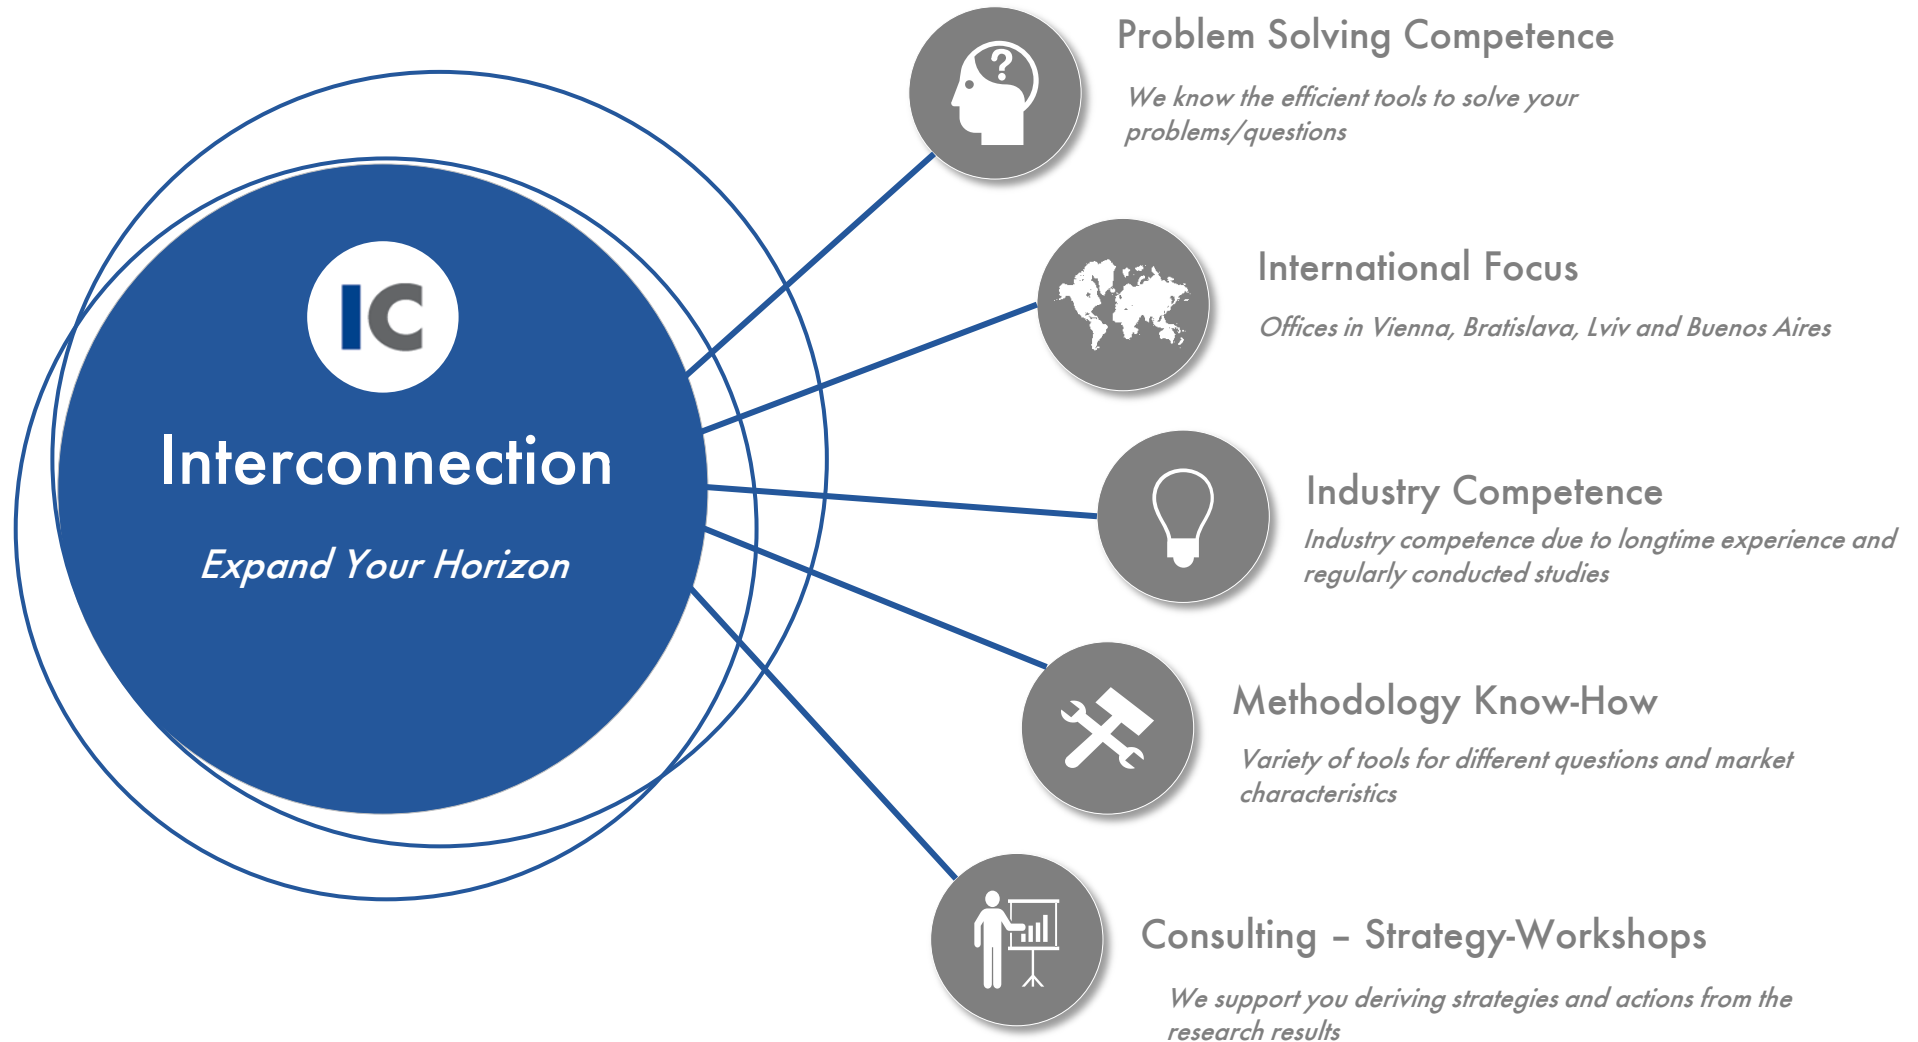 IC
Interconnection
Expand Your Horizon
?
Problem Solving Competence
We know the efficient tools to solve your
problems/questions
International Focus
Offices in Vienna, Bratislava, Lviv and Buenos Aires
Industry Competence
Industry competence due to longtime experience and
regularly conducted studies
Methodology Know-How
Variety of tools for different questions and market
characteristics
Consulting – Strategy-Workshops
We support you deriving strategies and actions from the
research results